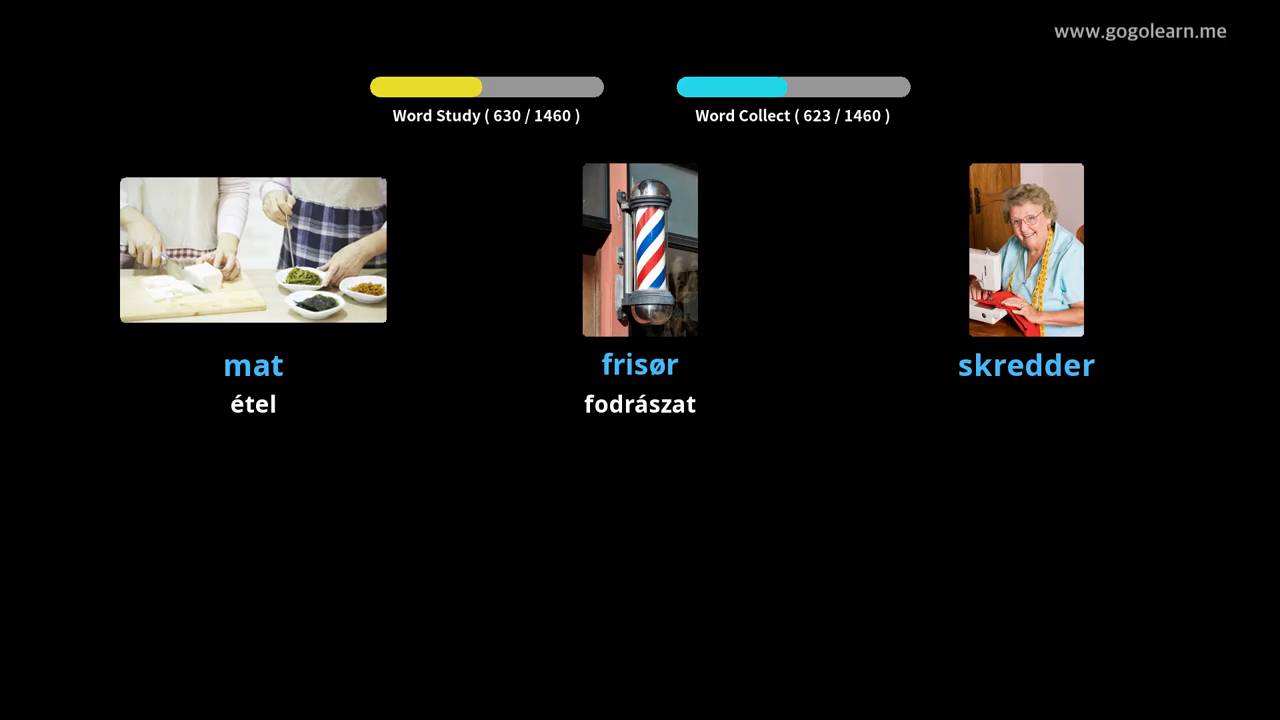 www.gogolearn.me
Word Study ( 630 / 1460 )
Word Collect ( 623 / 1460 )
mat
frisør
skredder
étel
fodrászat